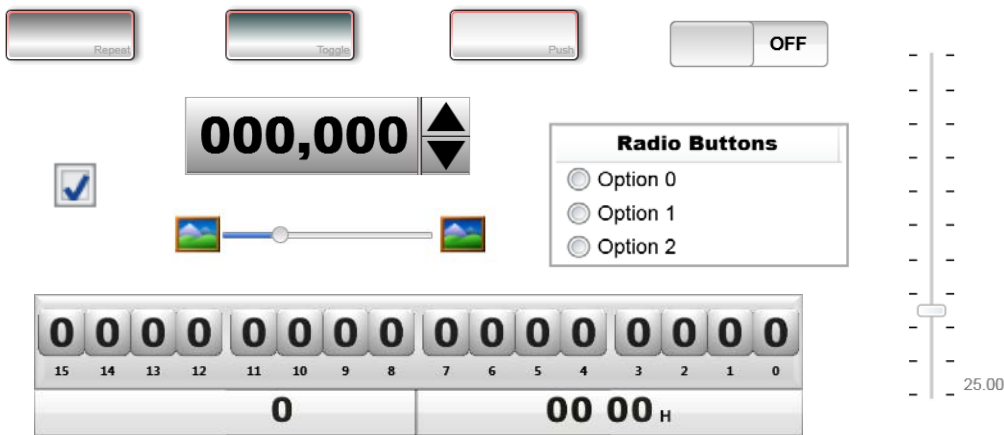 Repeat
Toggle
Push
OFF
000,000
Radio Buttons
Option 0
Option 1
Option 2
0 0 0 0 0 0 0 0 0 0 0 0 0 0 0 0
15 14 13 12 11 10 9 8 7 6 5 4 3 2 1 0
0 00 00 H
25.00